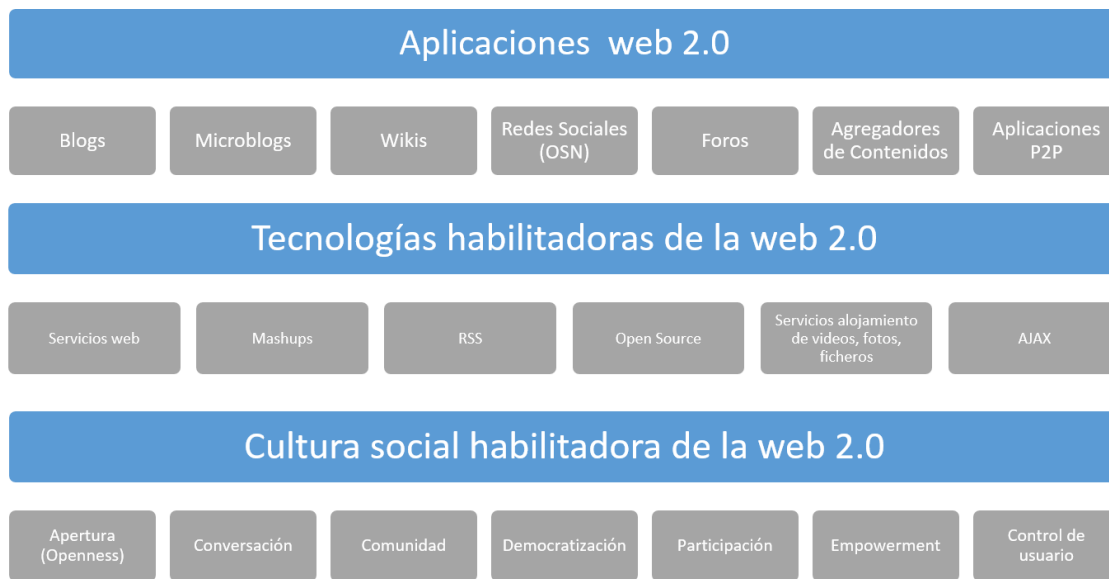 Aplicaciones web 2.0
Blogs
Microblogs
Wikis
Redes Sociales
(OSN)
Foros
Agregadores
de Contenidos
Aplicaciones
P2P
Tecnologías habilitadoras de la web 2.0
Servicios web
Mashups
RSS
Open Source
Servicios alojamiento
de videos, fotos,
ficheros
AJAX
Cultura social habilitadora de la web 2.0
Apertura
(Openness)
Conversación
Comunidad
Democratización
Participación
Empowerment
Control de
usuario